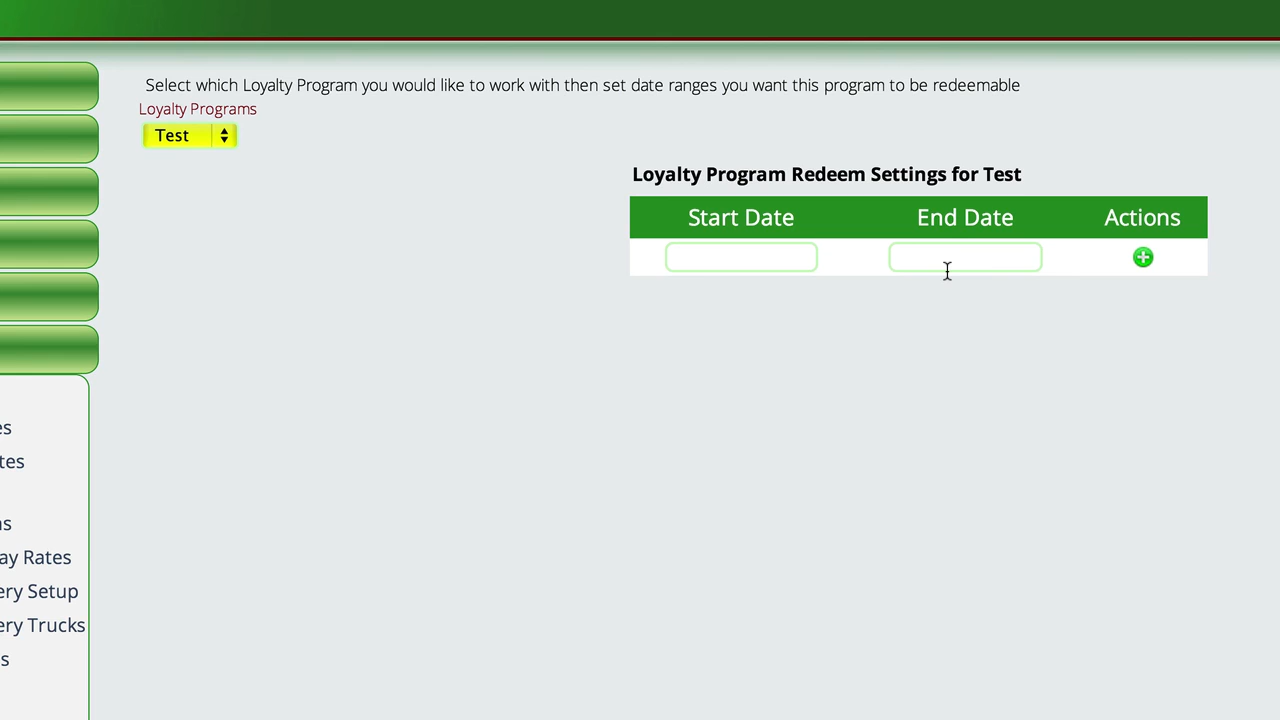 Select which Loyalty Program you would like to work with then set date ranges you want this program to be redeemable
Loyalty Programs
Test
Loyalty Program Redeem Settings for Test
Start Date End Date Actions
es
tes
ns
ay Rates
ery Setup
ery Trucks
s